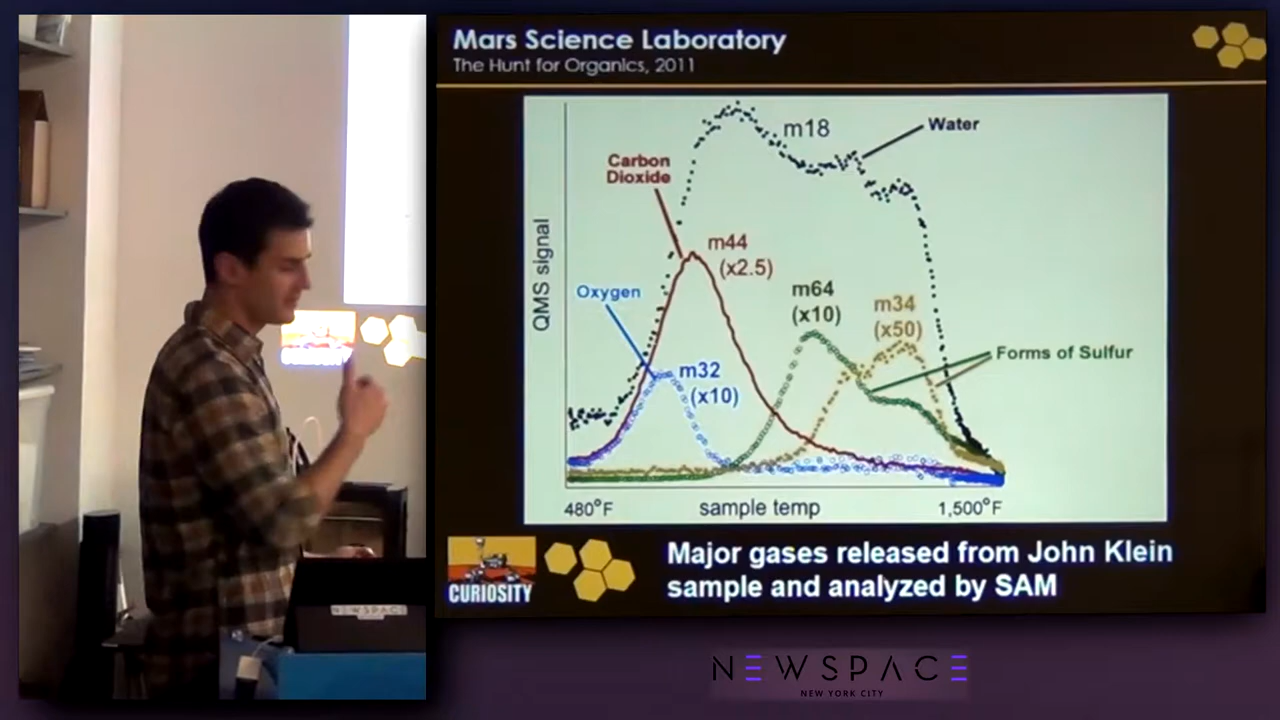 Mars Science Laboratory
The Hunt for Organics, 2011
m18
Water
Carbon
Dioxide
m44
(x2.5)
Oxygen
m64
(x10)
m34
(x50)
m32
(x10)
Forms of Sulfur
QMS signal
480°F
sample temp
1,500°F
CURIOSITY
Major gases released from John Klein
sample and analyzed by SAM
NEWSPACE
NEWSPACE
NEW YORK CITY